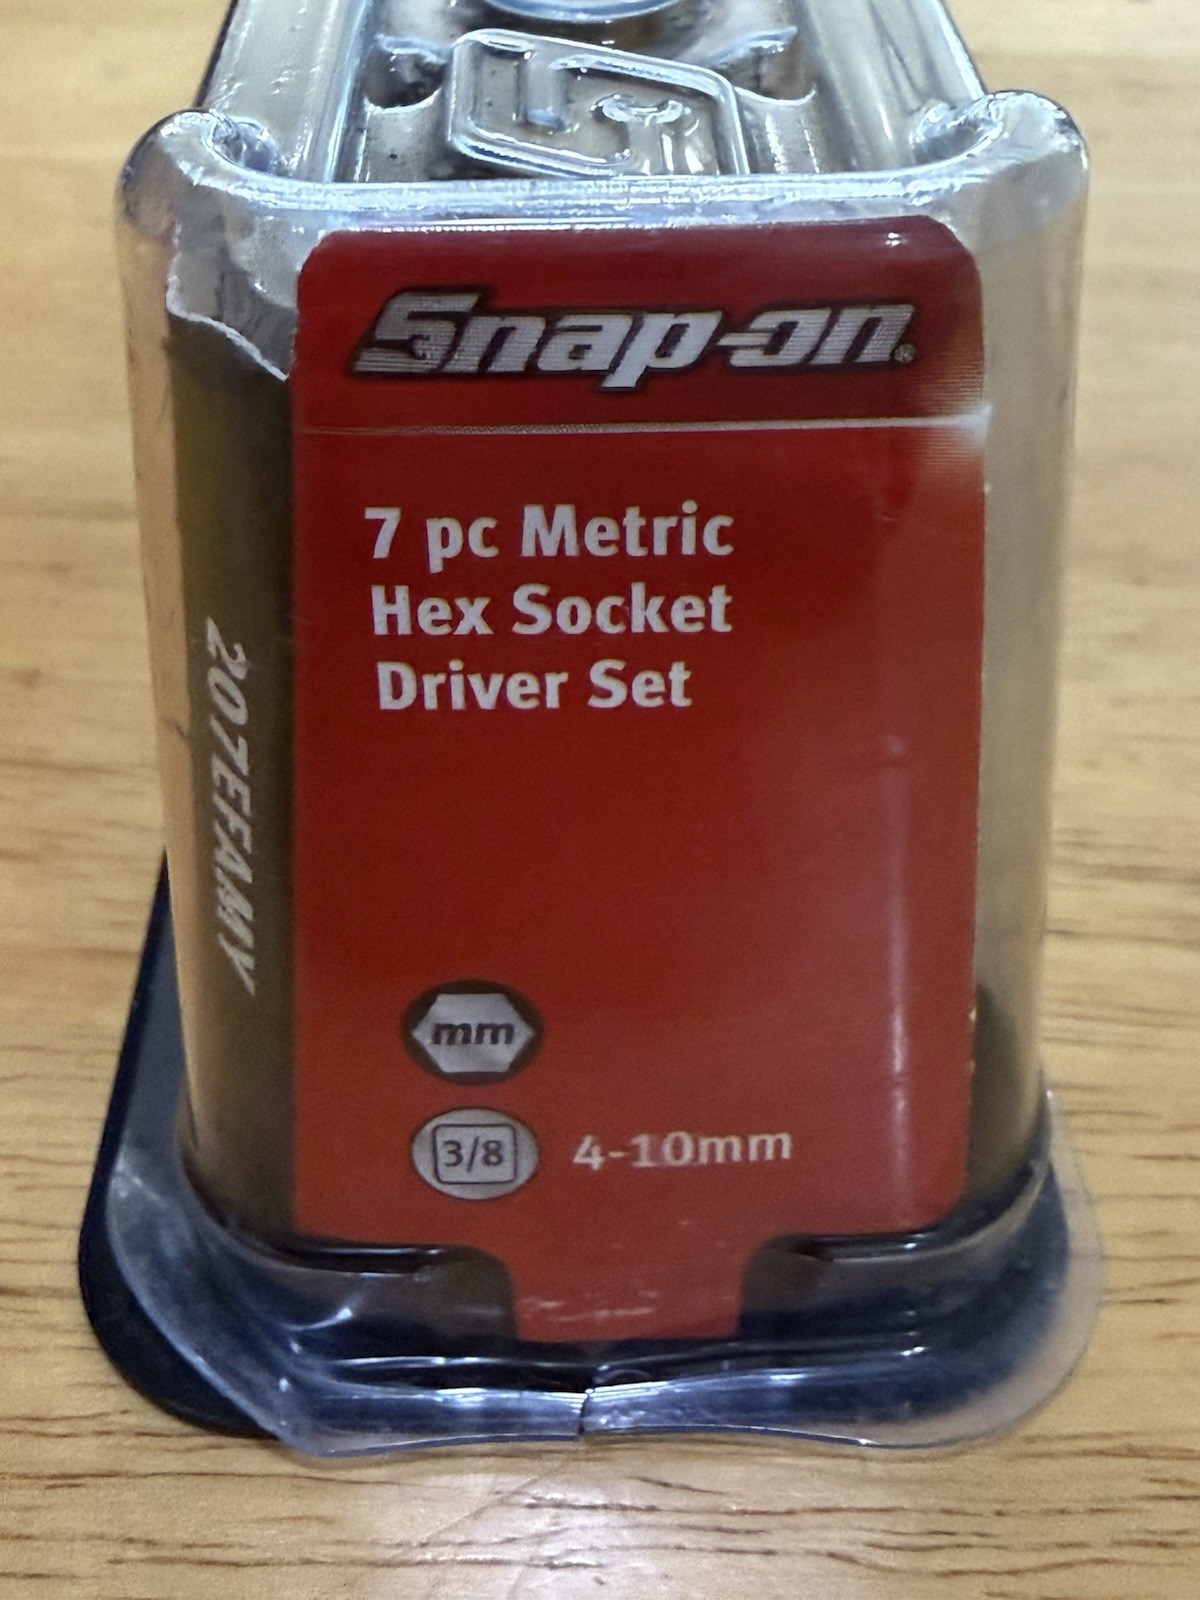 Snap-on®
7 pc Metric
Hex Socket
Driver Set
207EFAMY
mm
3/8 4-10mm